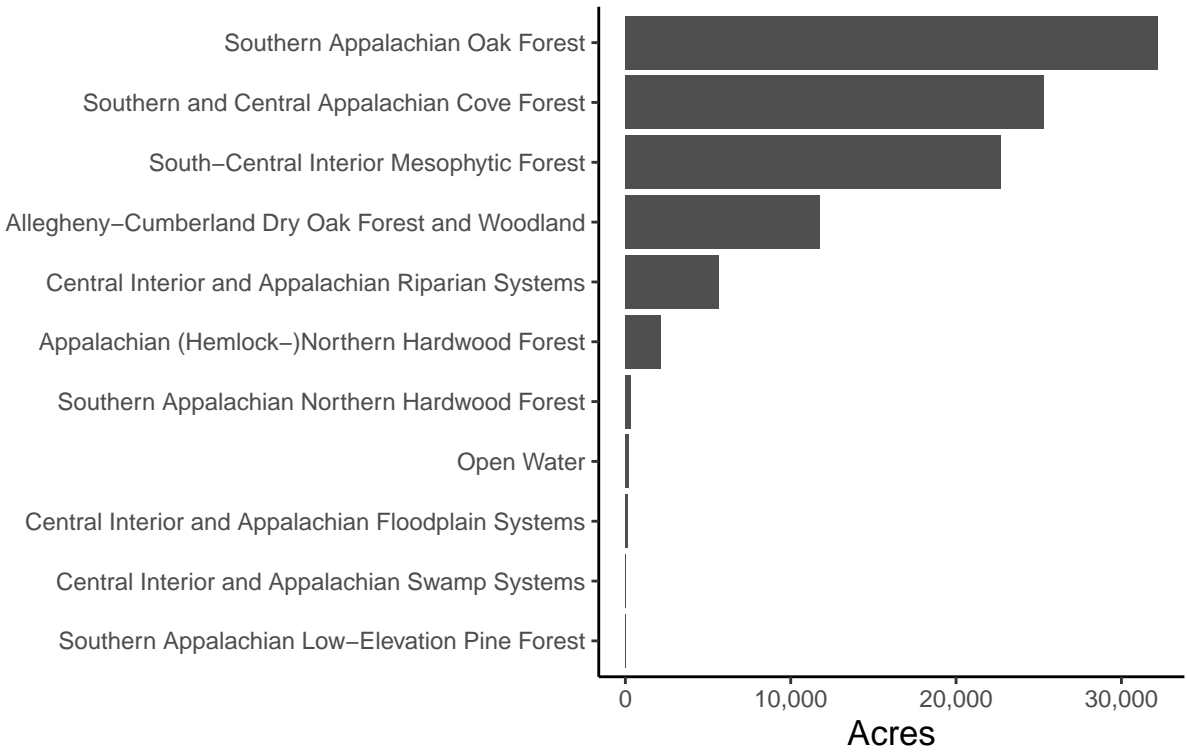 Southern Appalachian Oak Forest
Southern and Central Appalachian Cove Forest
South−Central Interior Mesophytic Forest
Allegheny−Cumberland Dry Oak Forest and Woodland
Central Interior and Appalachian Riparian Systems
Appalachian (Hemlock−)Northern Hardwood Forest
Southern Appalachian Northern Hardwood Forest
Open Water
Central Interior and Appalachian Floodplain Systems
Central Interior and Appalachian Swamp Systems
Southern Appalachian Low−Elevation Pine Forest
0 10,000 20,000 30,000
Acres